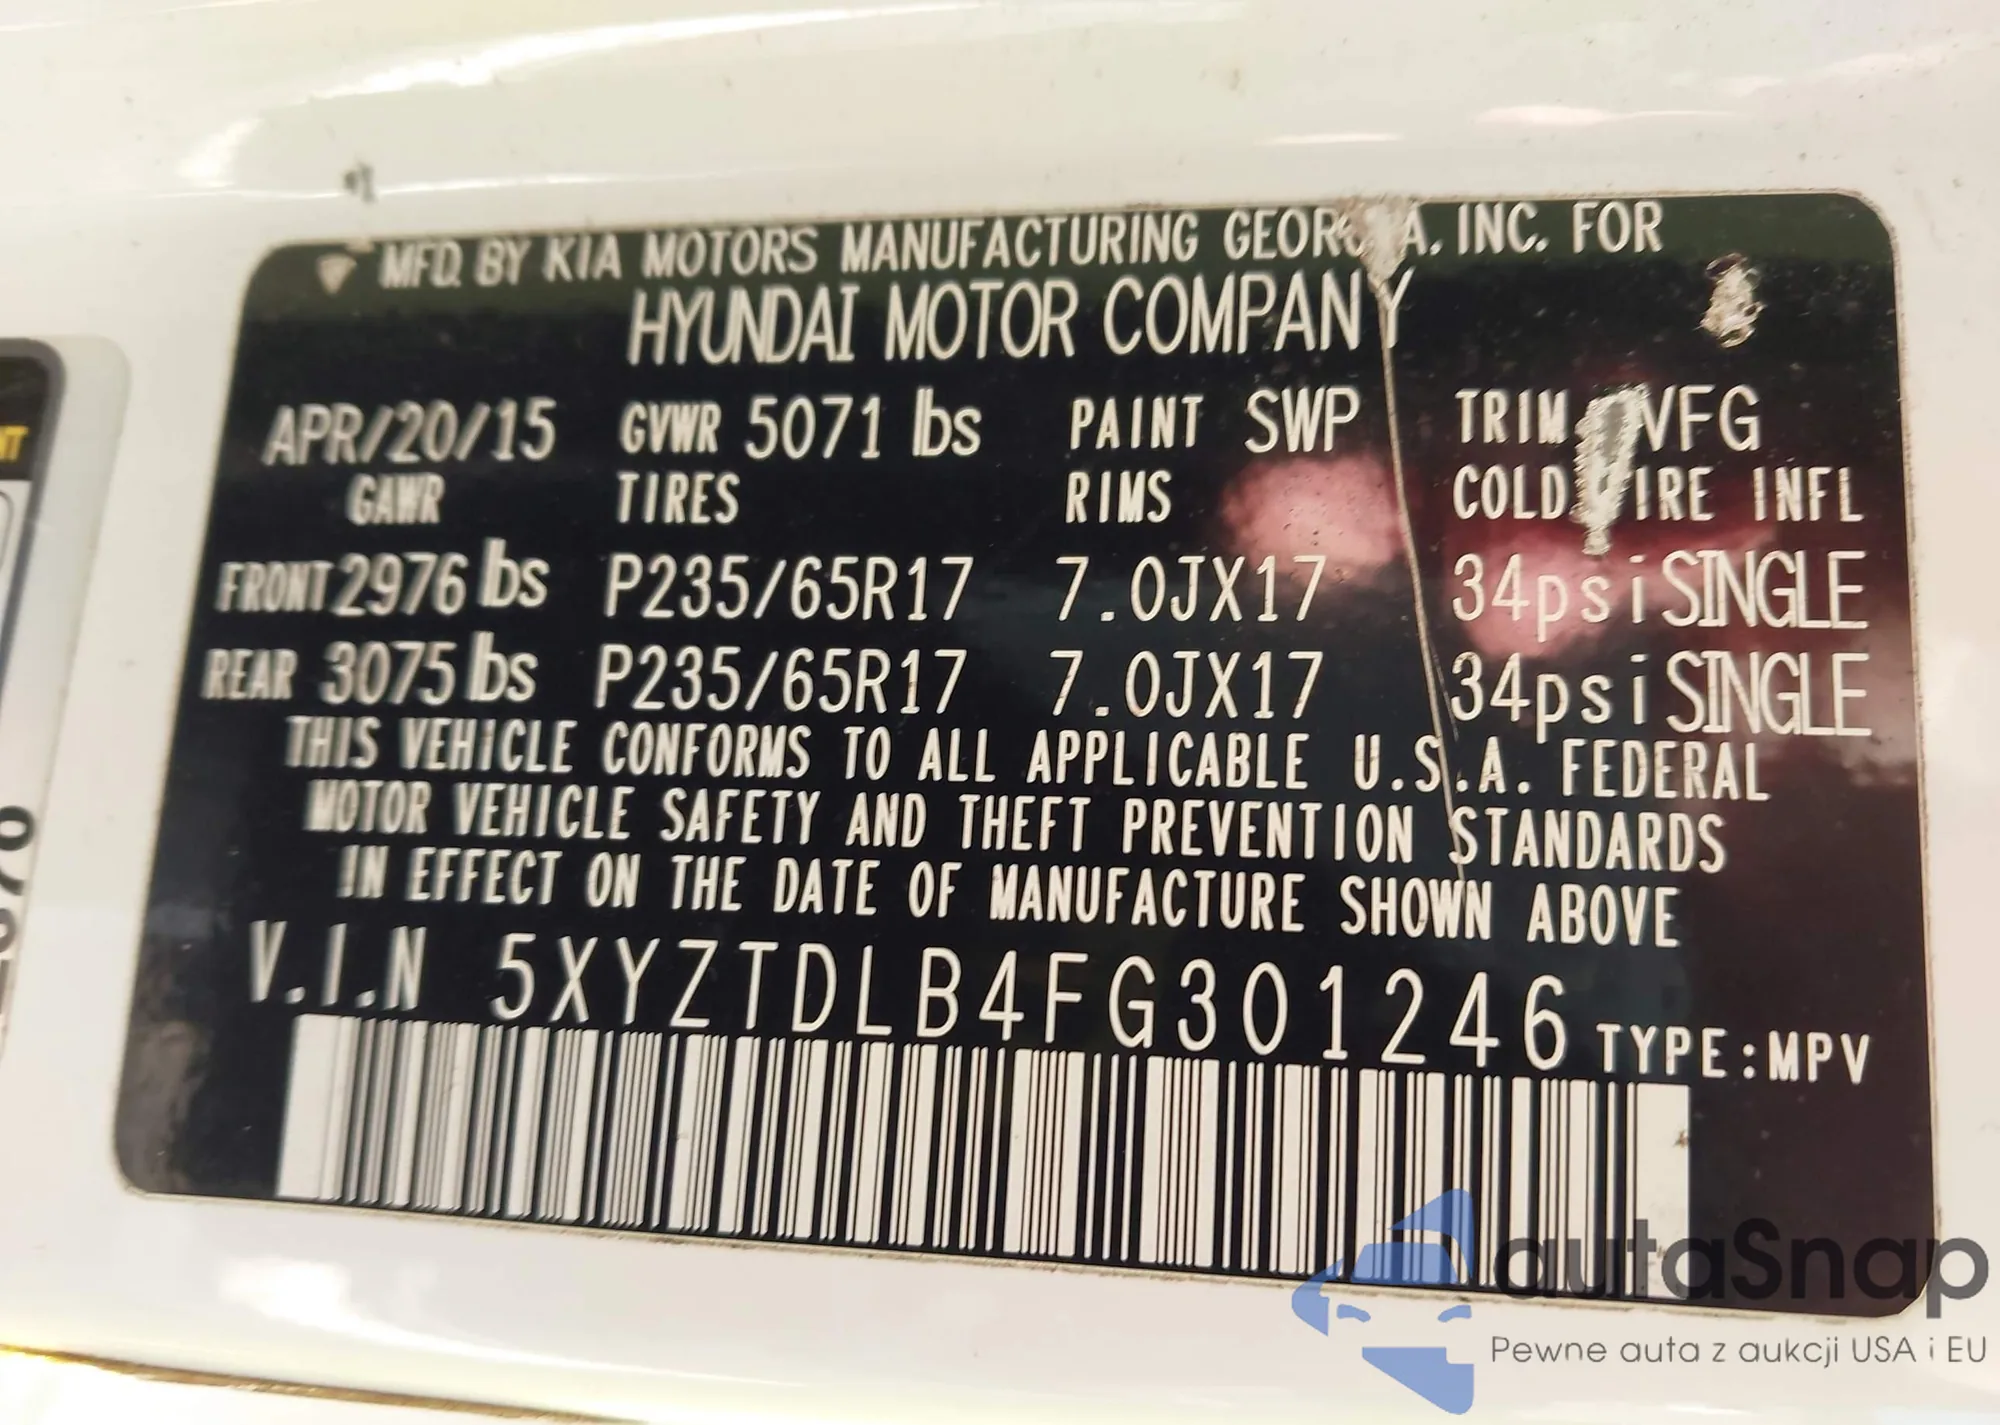 MFD. BY KIA MOTORS MANUFACTURING GEORGIA. INC. FOR
HYUNDAI MOTOR COMPANY
APR/20/15 GVWR 5071 lbs PAINT SWP TRIM VFG
GAWR TIRES RIMS COLD TIRE INFL
FRONT 2976 lbs P235/65R17 7.0JX17 34psi SINGLE
REAR 3075 lbs P235/65R17 7.0JX17 34psi SINGLE
THIS VEHICLE CONFORMS TO ALL APPLICABLE U.S.A. FEDERAL
MOTOR VEHICLE SAFETY AND THEFT PREVENTION STANDARDS
IN EFFECT ON THE DATE OF MANUFACTURE SHOWN ABOVE
V.I.N 5XYZTDLB4FG301246 TYPE:MPV
autaSnap
Pewne auta z aukcji USA i EU